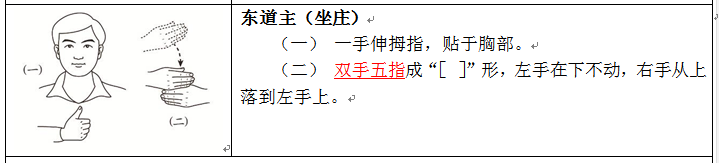 (一)
(二)
东道主（坐庄）
（一） 一手伸拇指，贴于胸部。
（二） 双手五指成“[ ]”形，左手在下不动，右手从上
落到左手上。